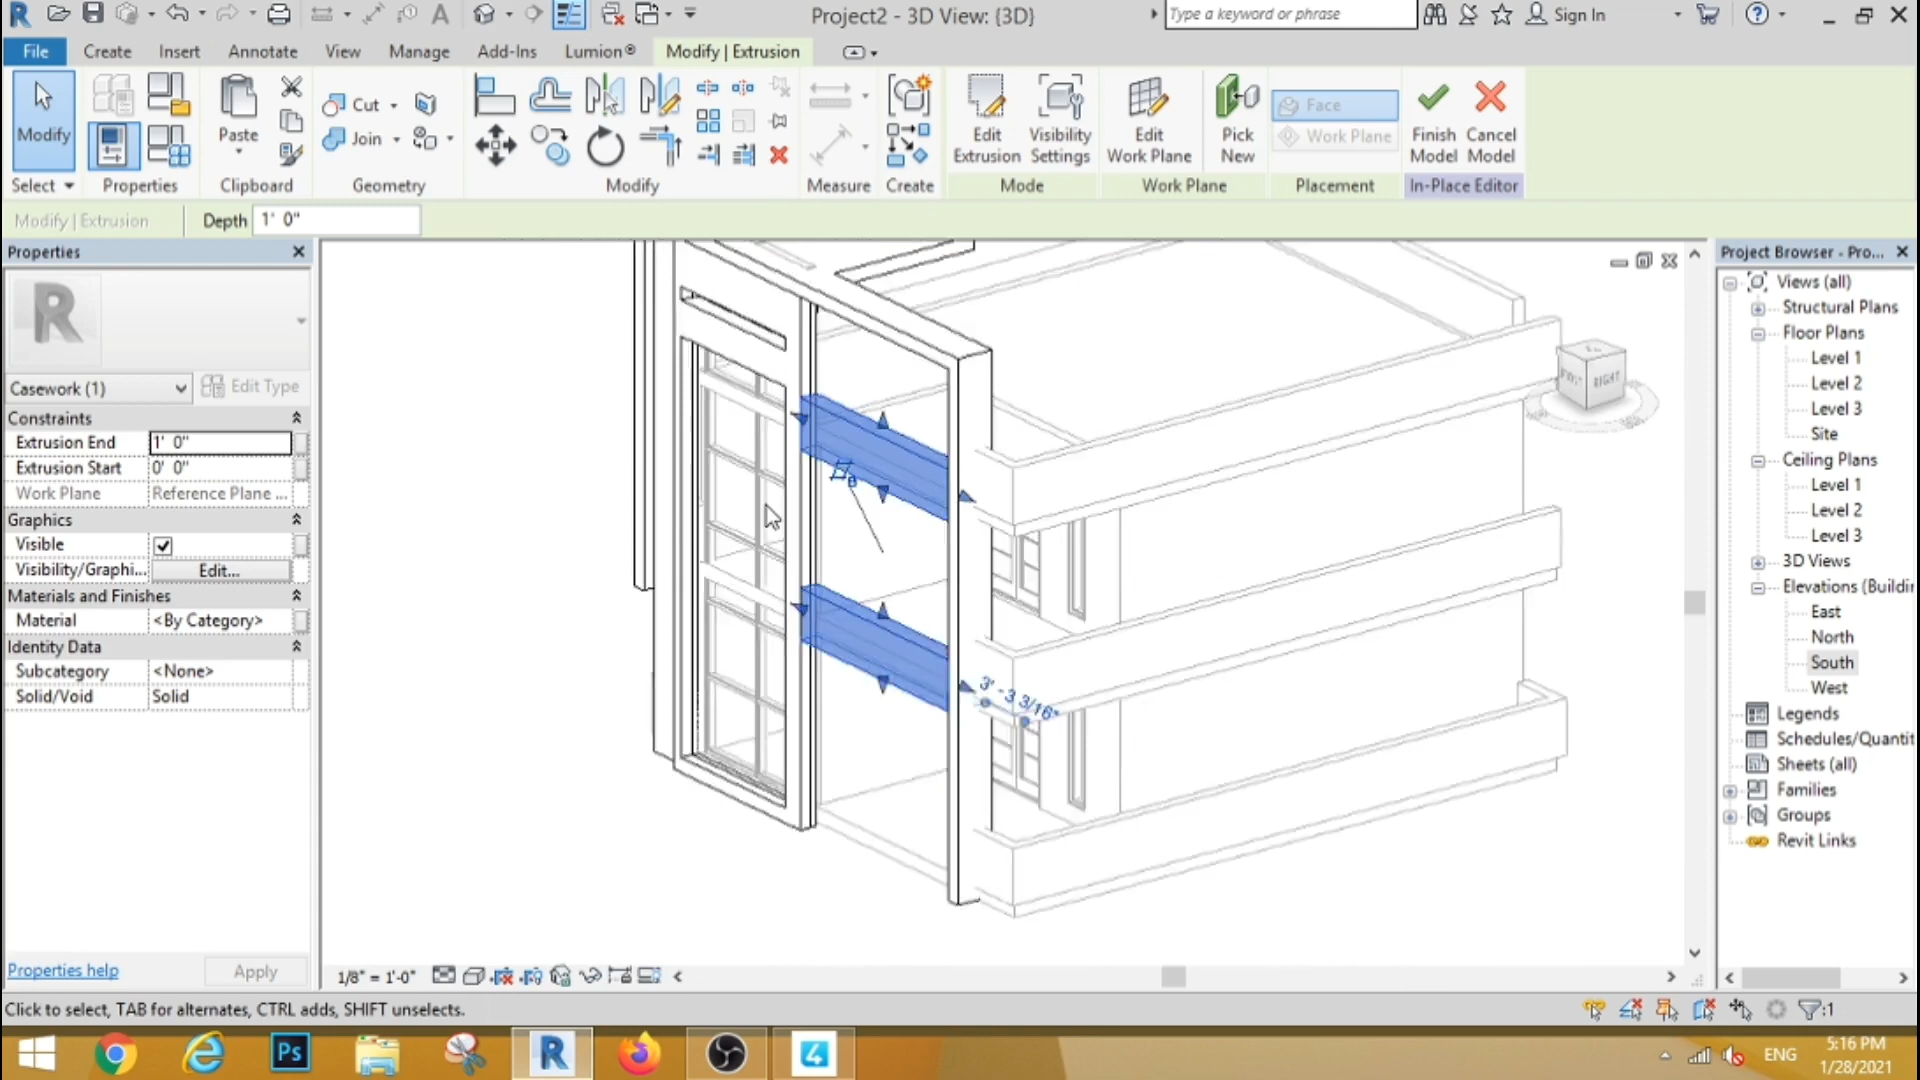 Project2 - 3D View: {3D}
Type a keyword or phrase
Sign In
File
Create
Insert
Annotate
View
Manage
Add-Ins
Lumion®
Modify | Extrusion
Modify
Paste
Cut
Join
Edit
Extrusion
Visibility
Settings
Edit
Work Plane
Pick
New
Face
Work Plane
Finish
Model
Cancel
Model
Select
Properties
Clipboard
Geometry
Modify
Measure
Create
Mode
Work Plane
Placement
In-Place Editor
Modify | Extrusion
Depth 1' 0"
Properties
Casework (1)
Edit Type
Constraints
Extrusion End 1' 0"
Extrusion Start 0' 0"
Work Plane Reference Plane ...
Graphics
Visible
Visibility/Graphi... Edit...
Materials and Finishes
Material <By Category>
Identity Data
Subcategory <None>
Solid/Void Solid
Properties help
Apply
3' - 3 3/16"
RIGHT
1/8" = 1'-0"
Project Browser - Pro...
Views (all)
Structural Plans
Floor Plans
Level 1
Level 2
Level 3
Site
Ceiling Plans
Level 1
Level 2
Level 3
3D Views
Elevations (Buildin
East
North
South
West
Legends
Schedules/Quantit
Sheets (all)
Families
Groups
Revit Links
Click to select, TAB for alternates, CTRL adds, SHIFT unselects.
:1
Ps
R
4
ENG
5:16 PM
1/28/2021